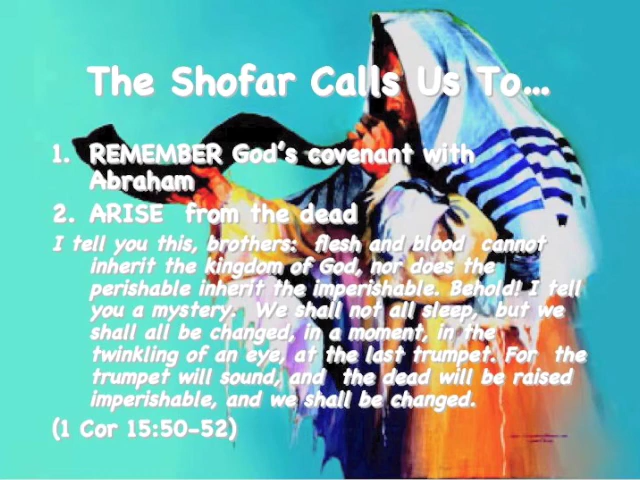 The Shofar Calls Us To...
1. REMEMBER God's covenant with
Abraham
2. ARISE from the dead
I tell you this, brothers: flesh and blood cannot
inherit the kingdom of God, nor does the
perishable inherit the imperishable. Behold! I tell
you a mystery. We shall not all sleep, but we
shall all be changed, in a moment, in the
twinkling of an eye, at the last trumpet. For the
trumpet will sound, and the dead will be raised
imperishable, and we shall be changed.
(1 Cor 15:50-52)